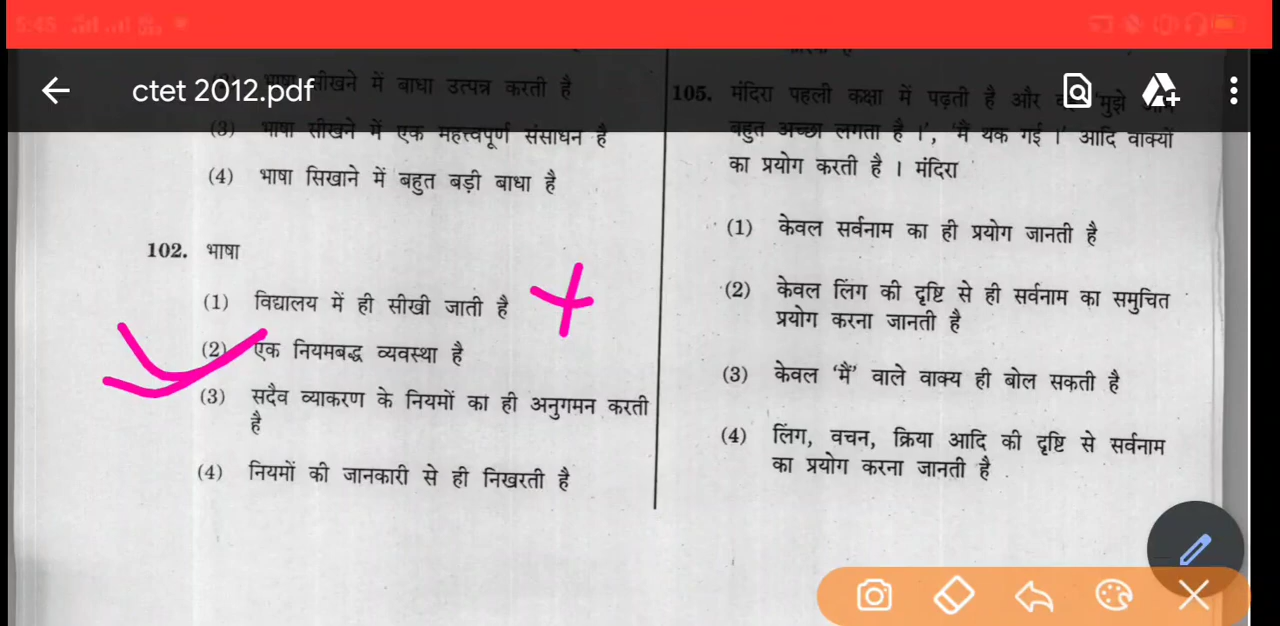 5:45
ctet 2012.pdf
भाषा सीखने में बाधा उत्पन्न करती है
(3) भाषा सीखने में एक महत्त्वपूर्ण संसाधन है
(4) भाषा सिखाने में बहुत बड़ी बाधा है
102. भाषा
(1) विद्यालय में ही सीखी जाती है
(2) एक नियमबद्ध व्यवस्था है
(3) सदैव व्याकरण के नियमों का ही अनुगमन करती
है
(4) नियमों की जानकारी से ही निखरती है
105. मंदिरा पहली कक्षा में पढ़ती है और 'मुझे
बहुत अच्छा लगता है ।', 'मैं थक गई ।' आदि वाक्यों
का प्रयोग करती है । मंदिरा
(1) केवल सर्वनाम का ही प्रयोग जानती है
(2) केवल लिंग की दृष्टि से ही सर्वनाम का समुचित
प्रयोग करना जानती है
(3) केवल 'मैं' वाले वाक्य ही बोल सकती है
(4) लिंग, वचन, क्रिया आदि की दृष्टि से सर्वनाम
का प्रयोग करना जानती है